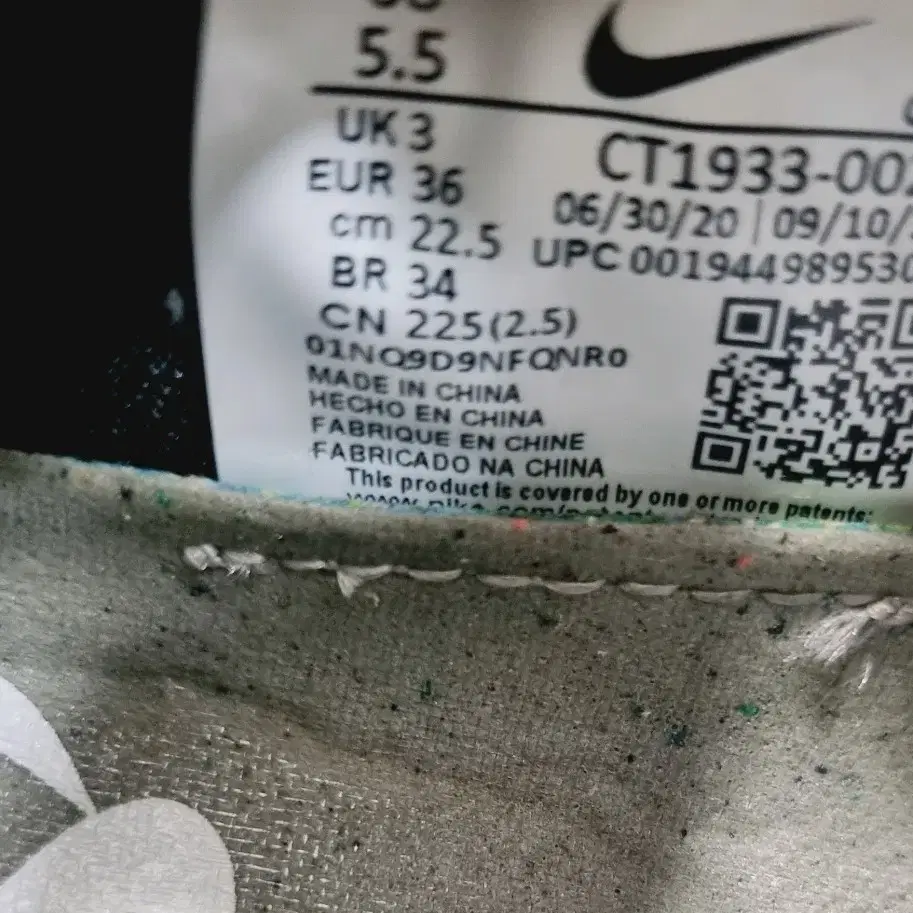 5.5
UK 3
EUR 36
cm 22.5
BR 34
CN 225(2.5)
01NQ9D9NFQNR0
MADE IN CHINA
HECHO EN CHINA
FABRIQUE EN CHINE
FABRICADO NA CHINA
This product is covered by one or more patents:
CT1933-00
06/30/20 | 09/10/
UPC 00194498953